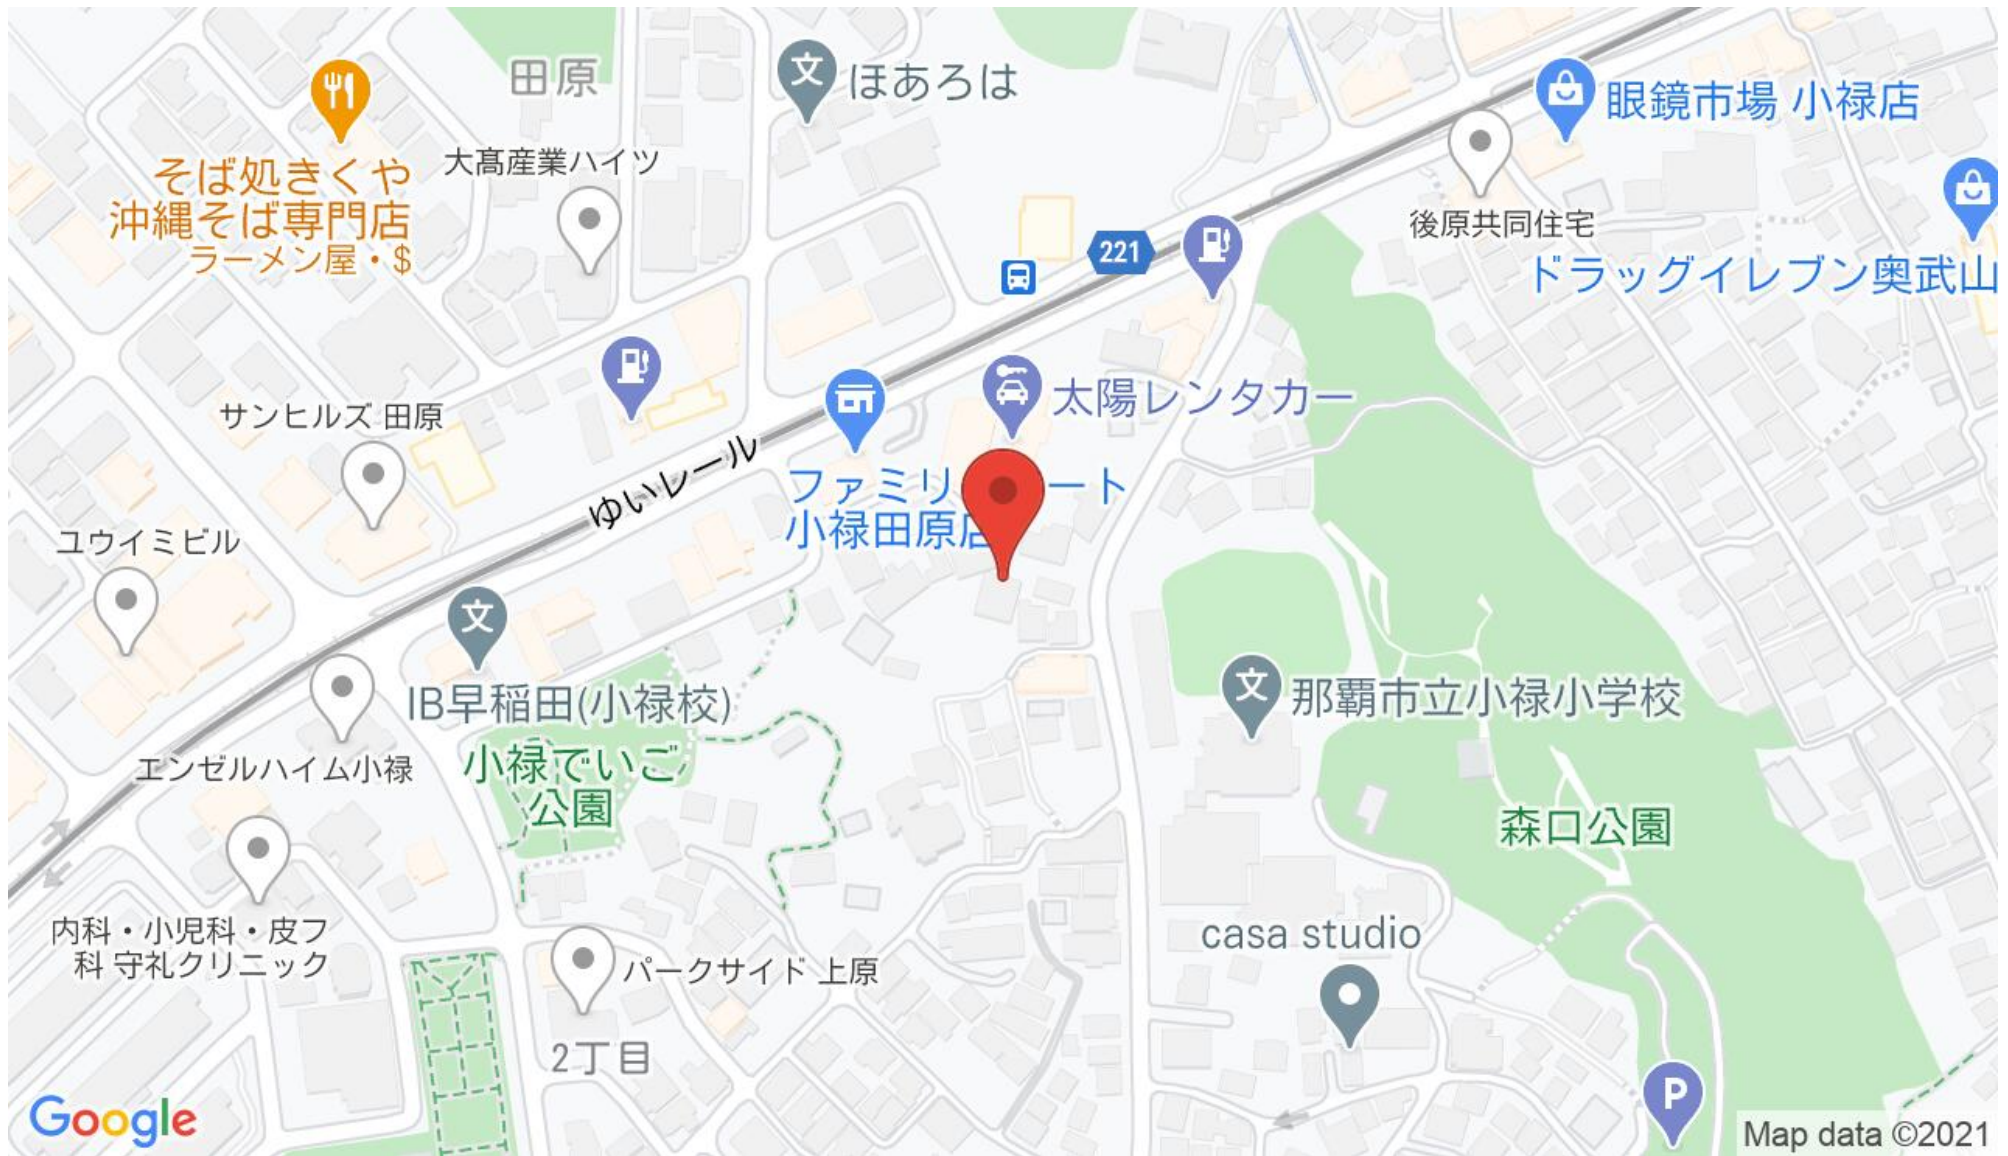 田原
ほあろは
眼鏡市場 小禄店
そば処きくや
沖縄そば専門店
ラーメン屋・$
大髙産業ハイツ
221
後原共同住宅
ドラッグイレブン奥武山
サンヒルズ 田原
太陽レンタカー
ゆいレール
ファミリ
ート
小禄田原店
ユウイミビル
文
文
文
IB早稲田(小禄校)
那覇市立小禄小学校
エンゼルハイム小禄
小禄でいご
公園
森口公園
内科・小児科・皮フ
科 守礼クリニック
casa studio
パークサイド 上原
2丁目
P
Google
Map data ©2021